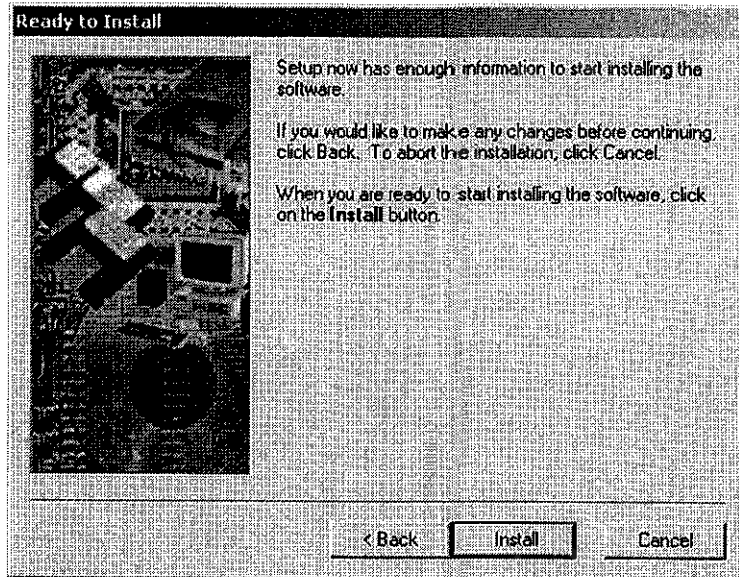 Ready to Install
Setup now has enough information to start installing the
software.
If you would like to make any changes before continuing,
click Back. To abort the installation, click Cancel.
When you are ready to start installing the software, click
on the Install button.
< Back
Install
Cancel